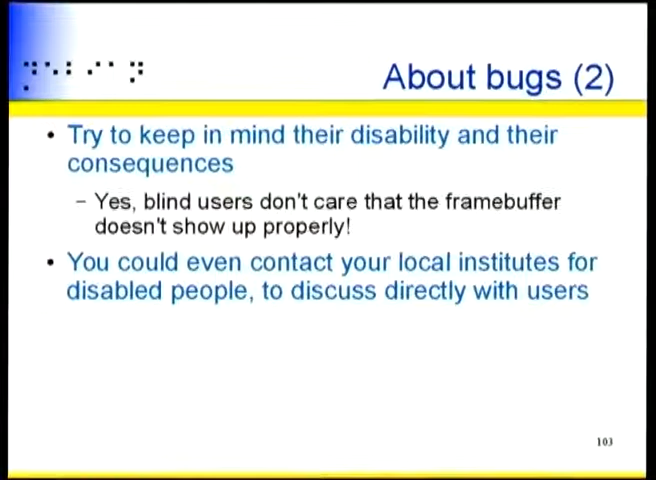 About bugs (2)
• Try to keep in mind their disability and their
consequences
– Yes, blind users don't care that the framebuffer
doesn't show up properly!
• You could even contact your local institutes for
disabled people, to discuss directly with users
103